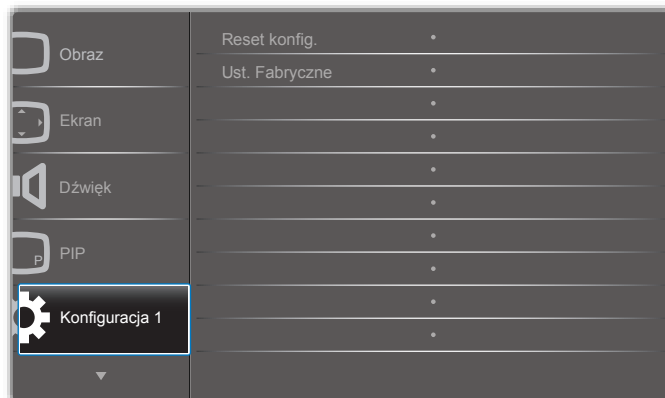 Obraz
Ekran
Dźwięk
P
PIP
Konfiguracja 1
Reset konfig.
Ust. Fabryczne